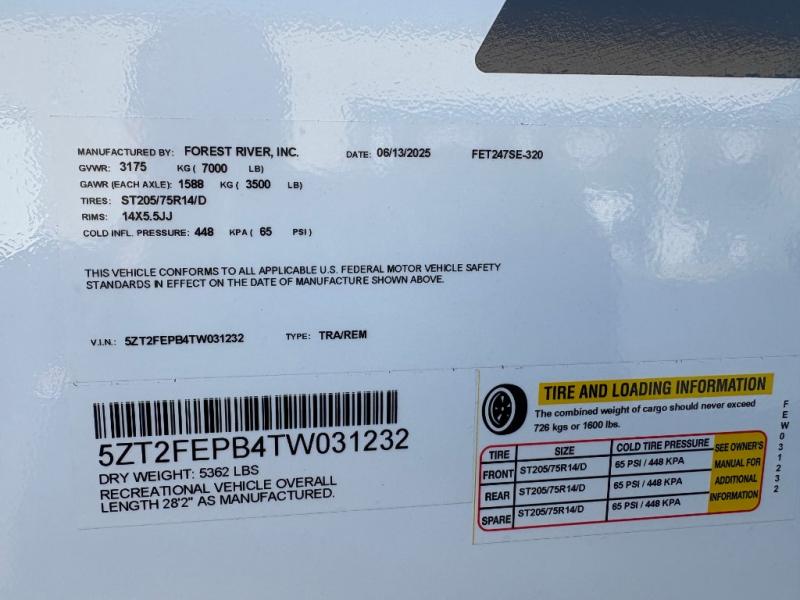 MANUFACTURED BY: FOREST RIVER, INC. DATE: 06/13/2025 FET247SE-320
GVWR: 3175 KG ( 7000 LB)
GAWR (EACH AXLE): 1588 KG ( 3500 LB)
TIRES: ST205/75R14/D
RIMS: 14X5.5JJ
COLD INFL. PRESSURE: 448 KPA ( 65 PSI )
THIS VEHICLE CONFORMS TO ALL APPLICABLE U.S. FEDERAL MOTOR VEHICLE SAFETY
STANDARDS IN EFFECT ON THE DATE OF MANUFACTURE SHOWN ABOVE.
V.I.N.: 5ZT2FEPB4TW031232 TYPE: TRA/REM
5ZT2FEPB4TW031232
DRY WEIGHT: 5362 LBS
RECREATIONAL VEHICLE OVERALL
LENGTH 28'2" AS MANUFACTURED.
TIRE AND LOADING INFORMATION
The combined weight of cargo should never exceed
726 kgs or 1600 lbs.
TIRE SIZE COLD TIRE PRESSURE
FRONT ST205/75R14/D 65 PSI / 448 KPA
REAR ST205/75R14/D 65 PSI / 448 KPA
SPARE ST205/75R14/D 65 PSI / 448 KPA
SEE OWNER'S
MANUAL FOR
ADDITIONAL
INFORMATION
FEW031232